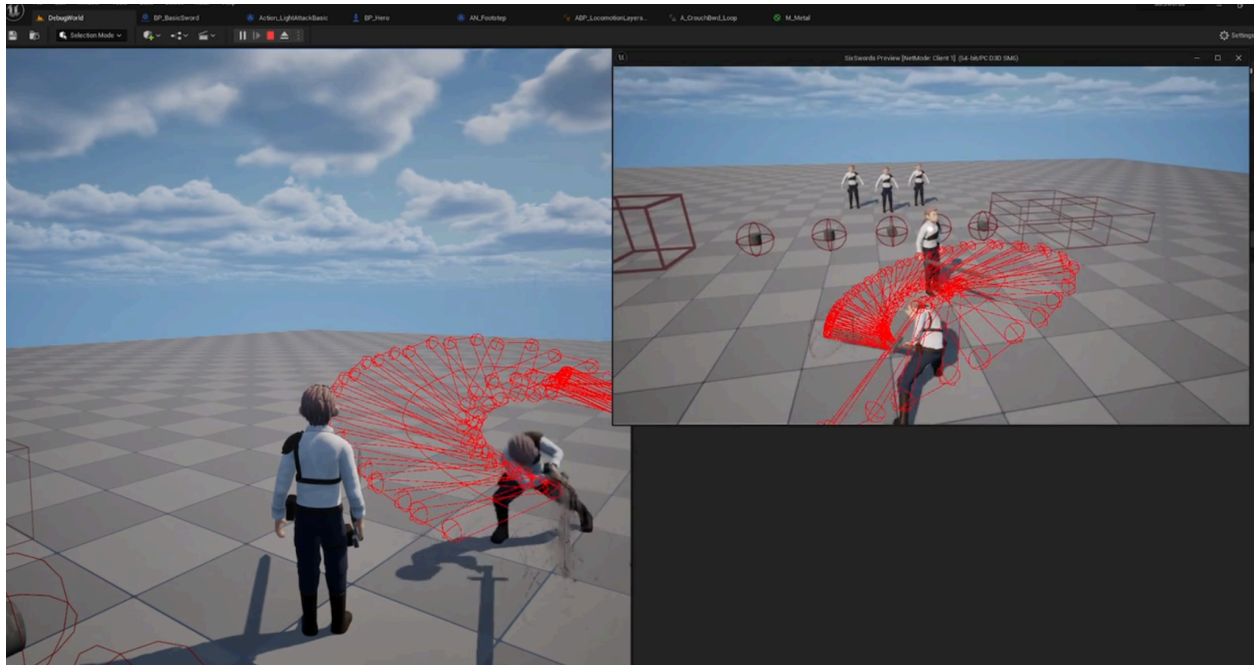 DebugWorld
BP_BasicSword
Action_LightAttackBasic
BP_Hero
AN_Footstep
ABP_LocomotionLayers...
A_CrouchBwd_Loop
M_Metal
Selection Mode
Settings
SixSwords Preview [NetMode: Client 1] (64-bit/PC D3D SM6)